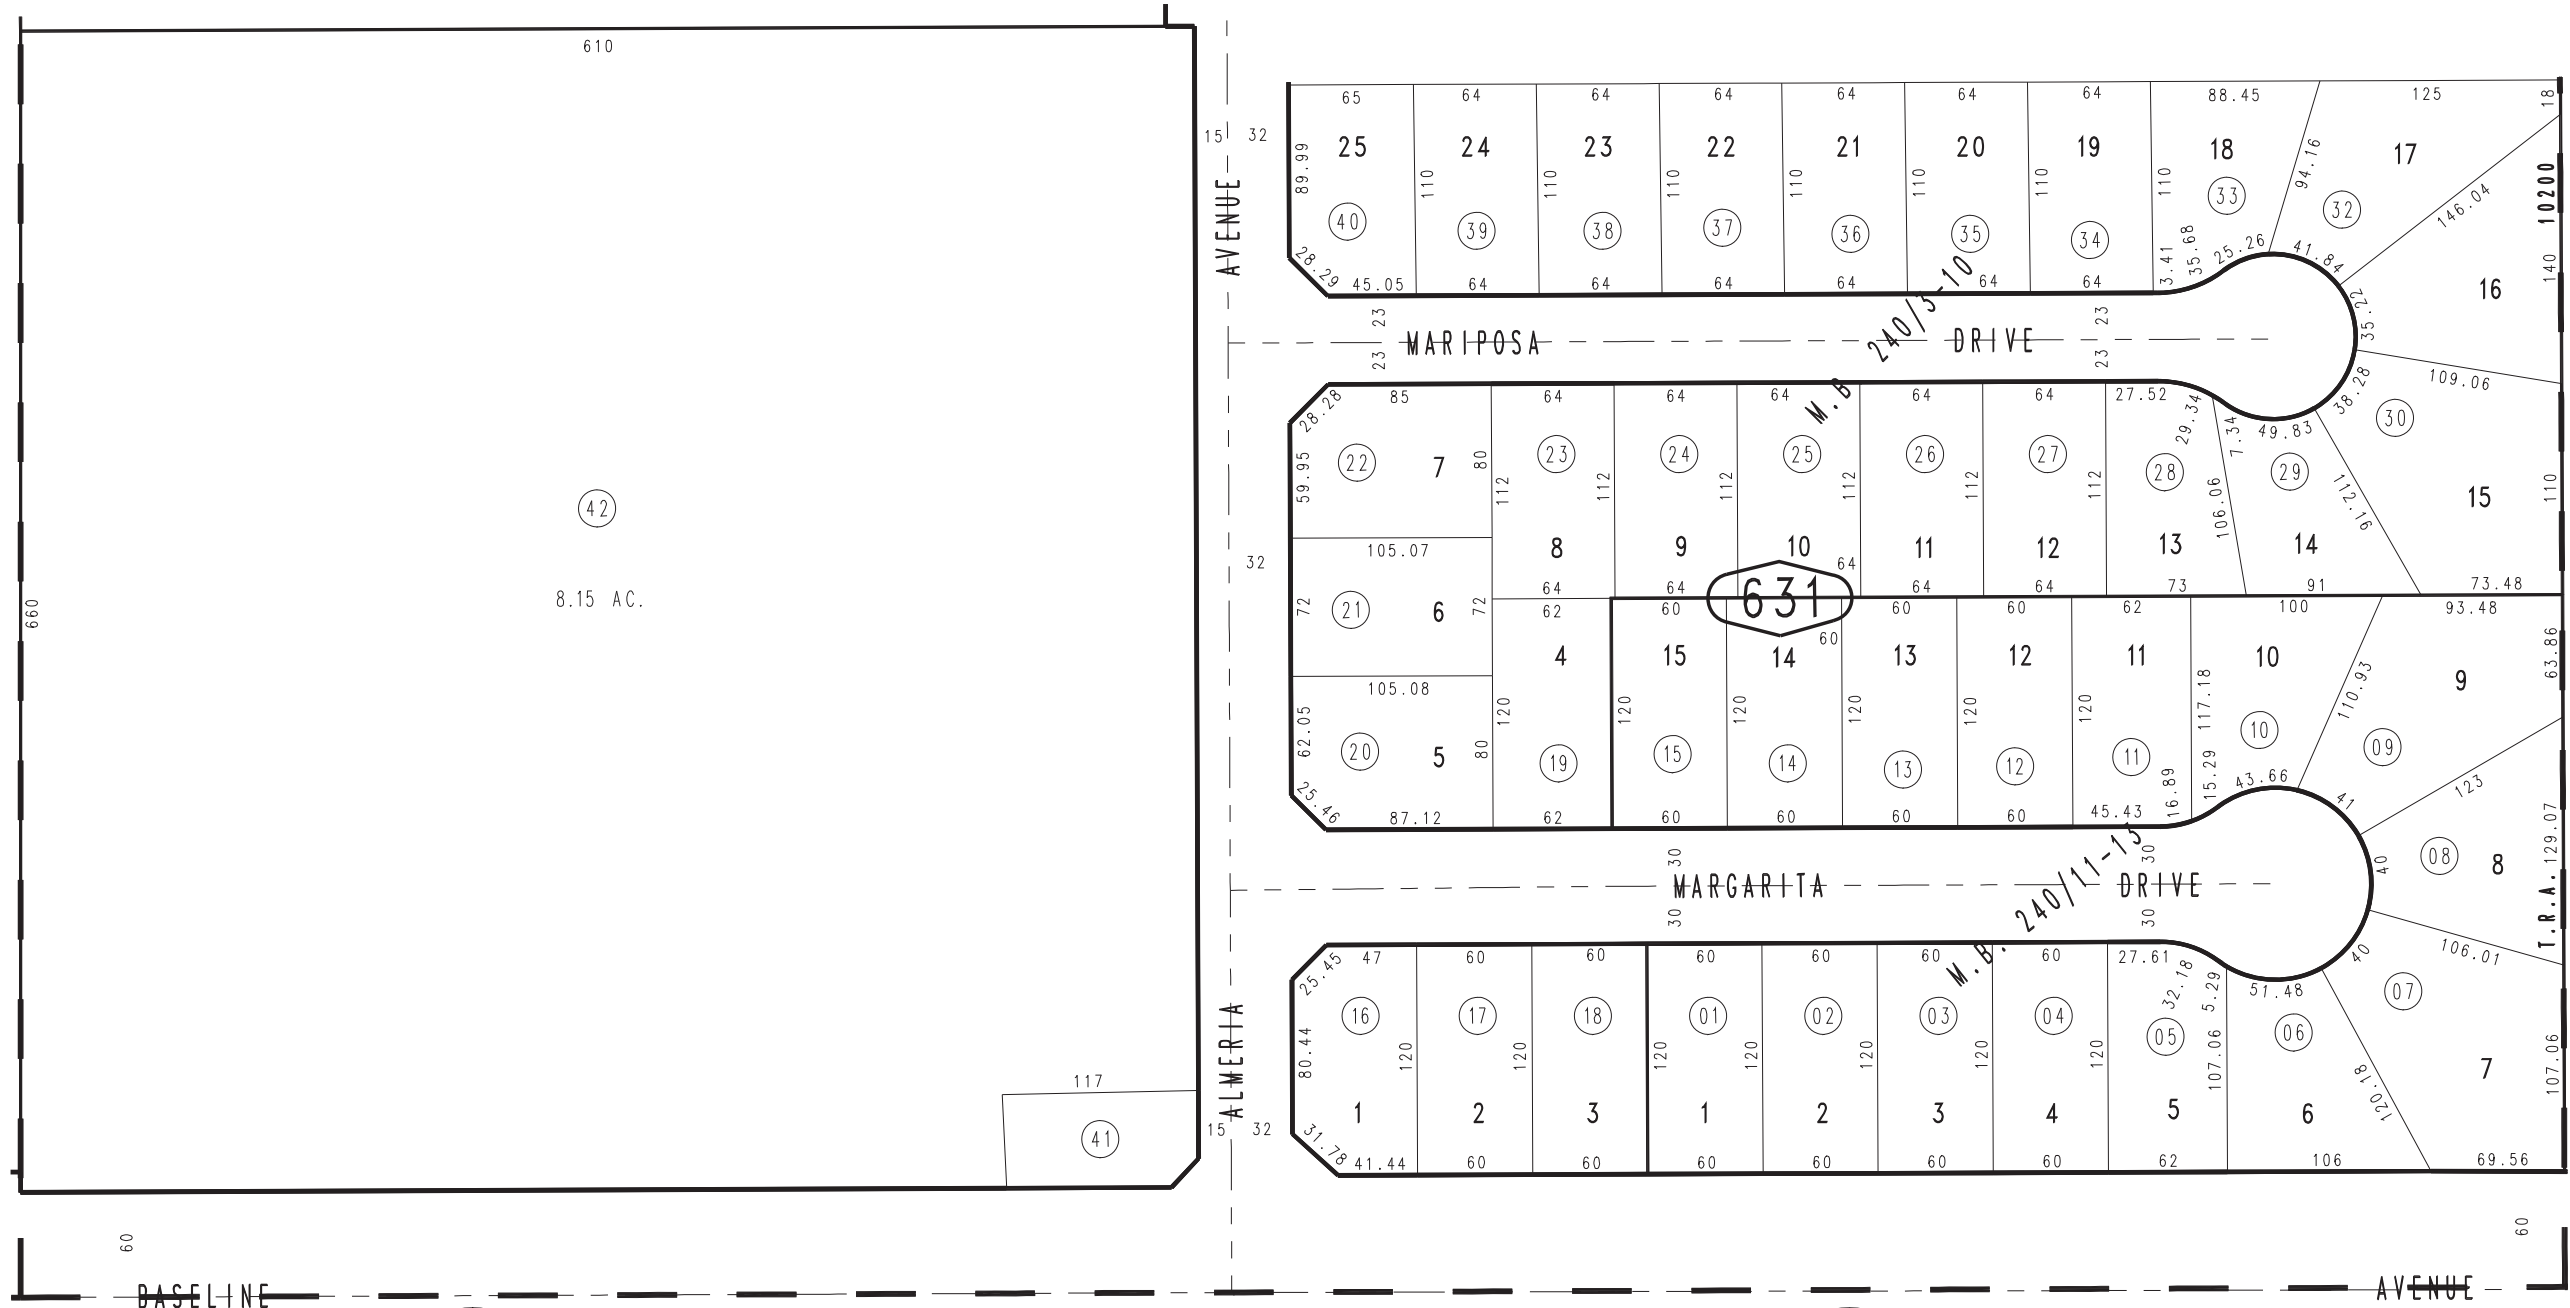 610
660
42
8.15 AC.
117
41
15 32
AVENUE
32
ALMERIA
15 32
65 64 64 64 64 64 64 88.45 125 18
25 24 23 22 21 20 19 18 17
89.99 110 110 110 110 110 110 110 94.16 146.04 10200
40 39 38 37 36 35 34 33 32
28.29 45.05 64 64 64 64 64 64 3.41 35.68 25.26 41.84 140
16
35.22
23 23
MARIPOSA DRIVE
23 23
M.B 240/3-10
28.28 85 64 64 64 64 64 27.52 29.34 7.34 49.83 38.28 109.06
59.95 22 7 80 23 24 25 26 27 28 29 30
112 112 112 112 112 112 106.06 112.16 15 110
8 9 10 11 12 13 14
105.07 64 64 64 64 64 73 91 73.48
631
72 21 6 72
62 60 60 60 60 62 100 93.48
4 15 14 13 12 11 10 9 63.86
105.08
62.05 20 5 80 120 120 120 120 120 120 117.18 110.93
19 15 14 13 12 11 10 09
25.46 87.12 62 60 60 60 60 45.43 16.89 15.29 43.66 41 123
30 30
MARGARITA DRIVE
30 30
M.B. 240/11-13
40 08 8 129.07
T.R.A.
25.45 47 60 60 60 60 60 60 27.61 32.18 5.29 51.48 40 106.01
16 17 18 01 02 03 04 05 06 07
80.44 120 120 120 120 120 120 120 107.06 120.18 107.06
1 2 3 1 2 3 4 5 6 7
31.78 41.44 60 60 60 60 60 60 62 106 69.56
60 60
BASELINE AVENUE